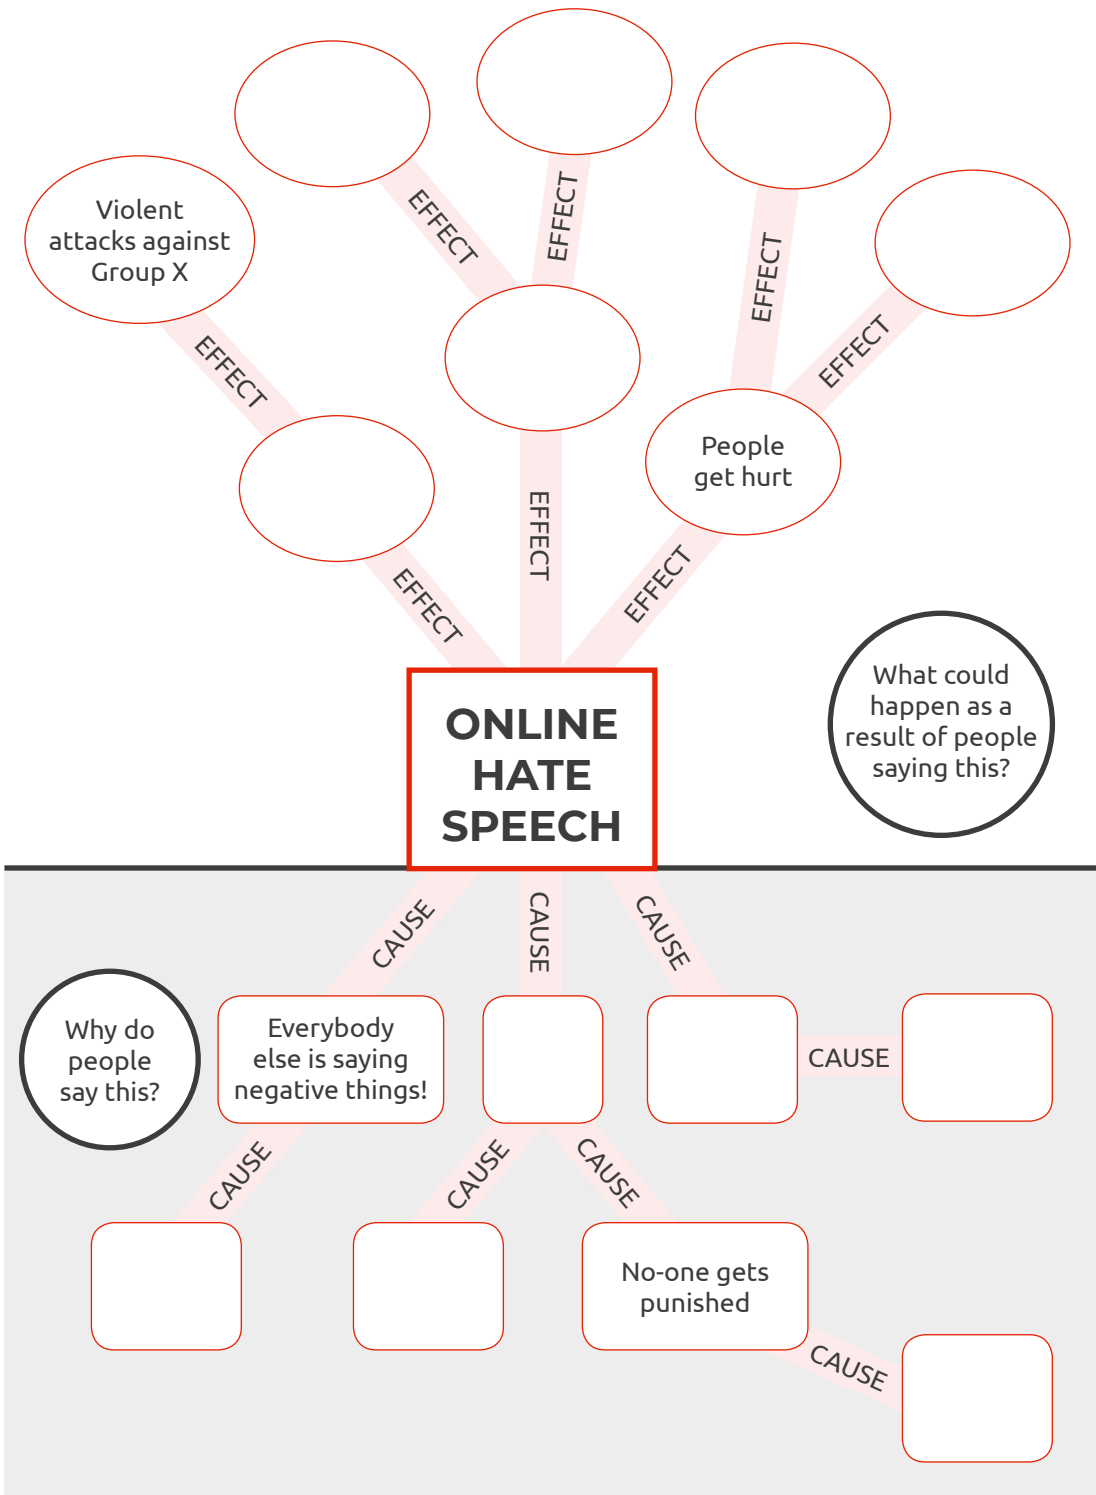 EFFECT
EFFECT
EFFECT
EFFECT
Violent
attacks against
Group X
EFFECT
People
get hurt
EFFECT
EFFECT
EFFECT
ONLINE
HATE
SPEECH
What could
happen as a
result of people
saying this?
CAUSE
CAUSE
CAUSE
Why do
people
say this?
Everybody
else is saying
negative things!
CAUSE
CAUSE
CAUSE
CAUSE
No-one gets
punished
CAUSE